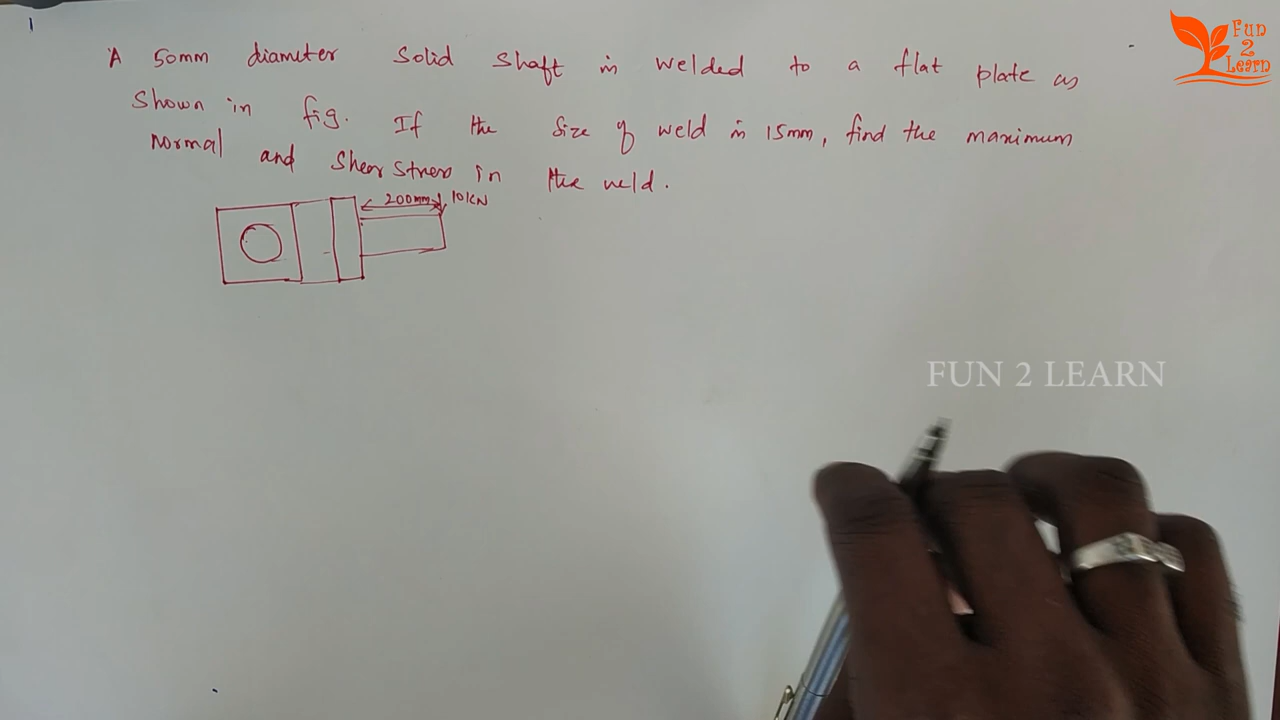 A 50mm diameter solid shaft is welded to a flat plate as
shown in fig. If the size of weld is 15mm, find the maximum
normal and shear stress in the weld.
200mm 10KN
Fun
2
Learn
FUN 2 LEARN